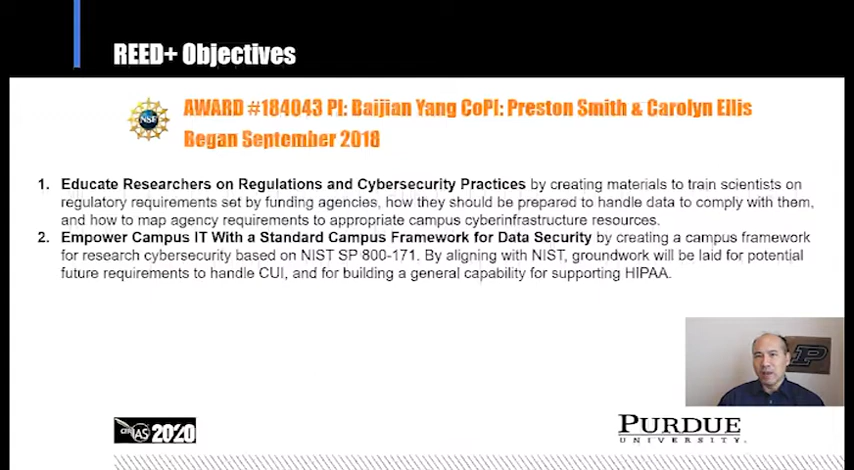 REED+ Objectives
NSF
AWARD #184043 PI: Baijian Yang CoPI: Preston Smith & Carolyn Ellis
Began September 2018
1. Educate Researchers on Regulations and Cybersecurity Practices by creating materials to train scientists on
regulatory requirements set by funding agencies, how they should be prepared to handle data to comply with them,
and how to map agency requirements to appropriate campus cyberinfrastructure resources.
2. Empower Campus IT With a Standard Campus Framework for Data Security by creating a campus framework
for research cybersecurity based on NIST SP 800-171. By aligning with NIST, groundwork will be laid for potential
future requirements to handle CUI, and for building a general capability for supporting HIPAA.
P
CERIAS 2020
PURDUE
UNIVERSITY.